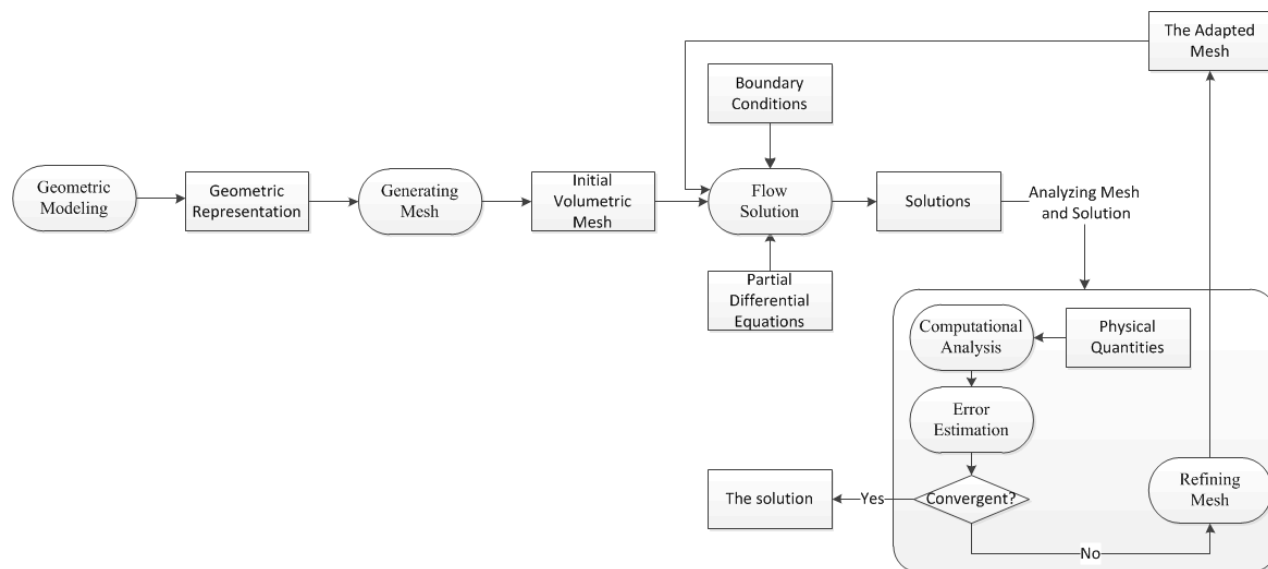 The Adapted
Mesh
Boundary
Conditions
Geometric
Modeling
Geometric
Representation
Generating
Mesh
Initial
Volumetric
Mesh
Flow
Solution
Solutions
Analyzing Mesh
and Solution
Partial
Differential
Equations
Computational
Analysis
Physical
Quantities
Error
Estimation
The solution
Yes
Convergent?
Refining
Mesh
No